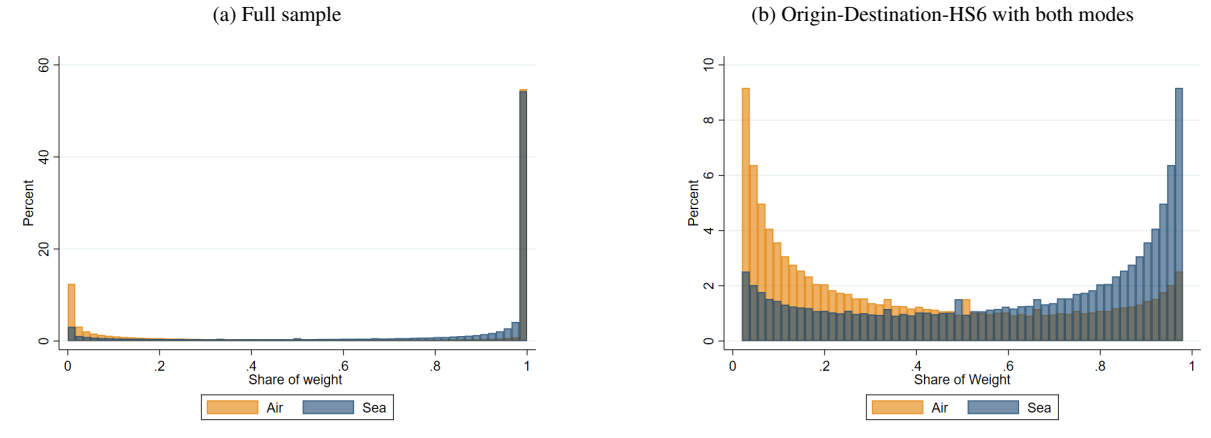 (a) Full sample
60
40
20
0
Percent
0 .2 .4 .6 .8 1
Share of weight
Air Sea
(b) Origin-Destination-HS6 with both modes
10
8
6
4
2
0
Percent
0 .2 .4 .6 .8 1
Share of Weight
Air Sea